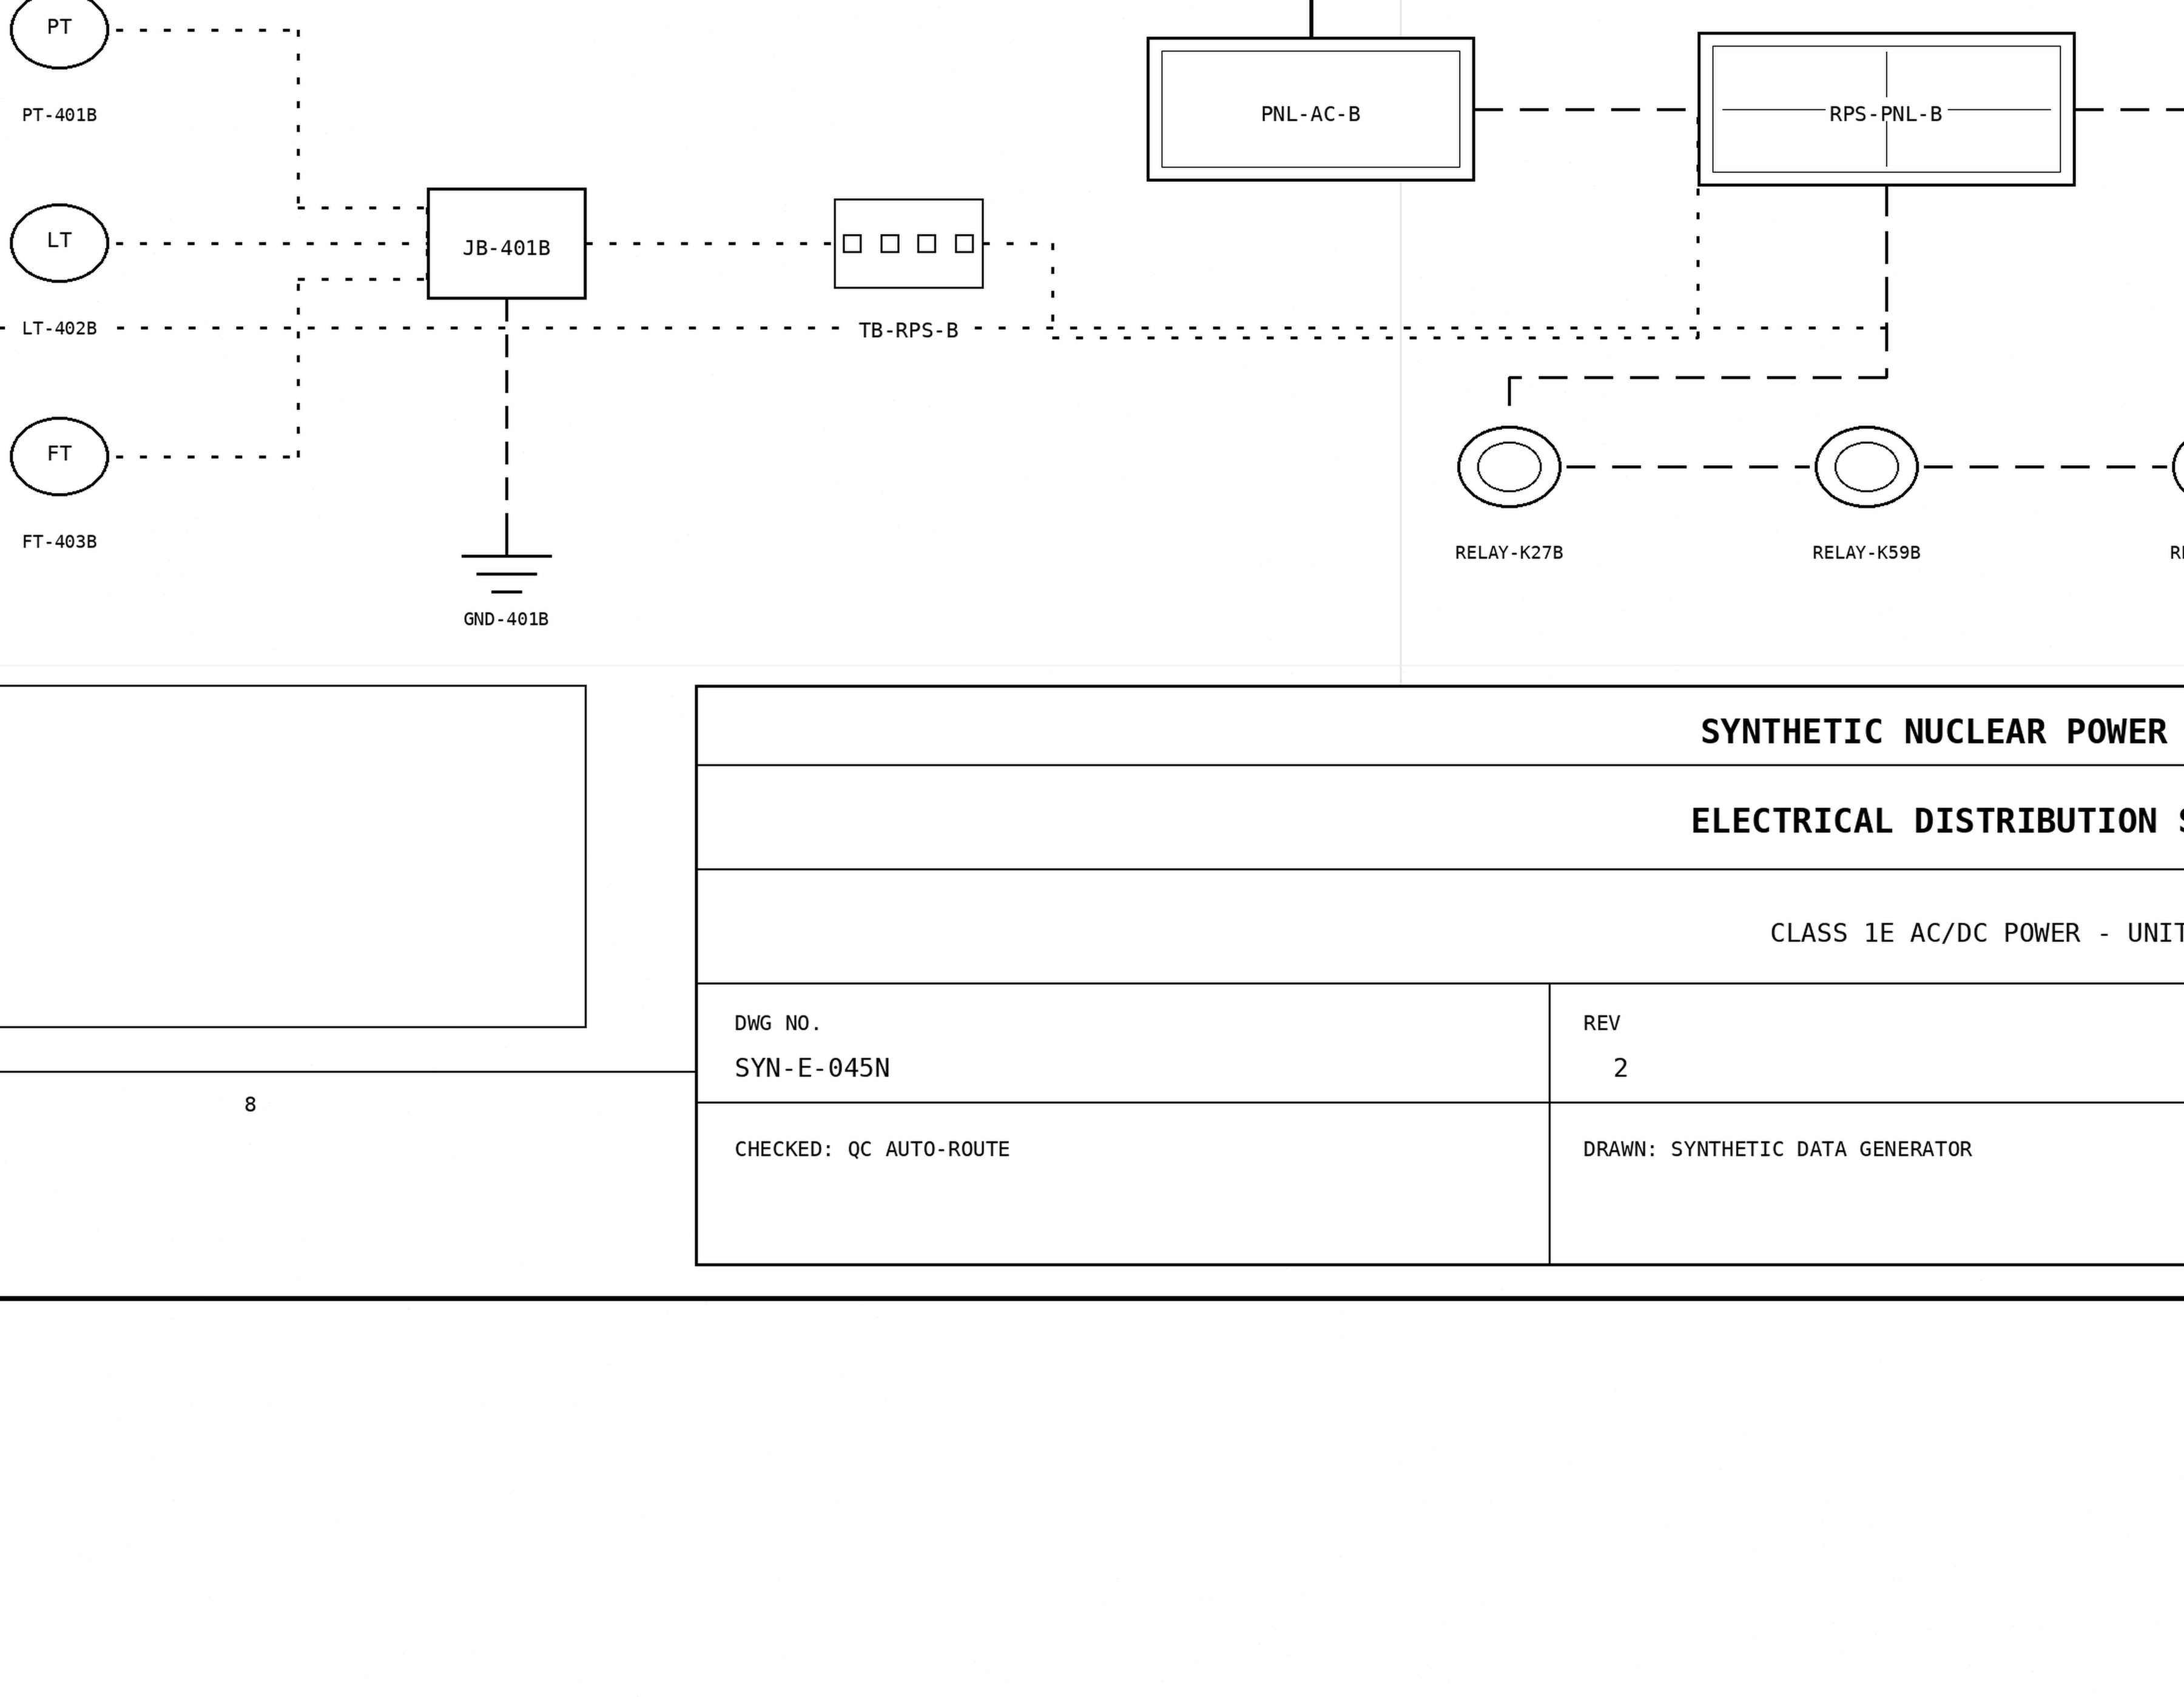 PT
PT-401B
PNL-AC-B
RPS-PNL-B
LT
JB-401B
LT-402B
TB-RPS-B
FT
FT-403B
RELAY-K27B
RELAY-K59B
GND-401B
SYNTHETIC NUCLEAR POWER
ELECTRICAL DISTRIBUTION
CLASS 1E AC/DC POWER - UNIT
DWG NO.
REV
SYN-E-045N
2
8
CHECKED: QC AUTO-ROUTE
DRAWN: SYNTHETIC DATA GENERATOR